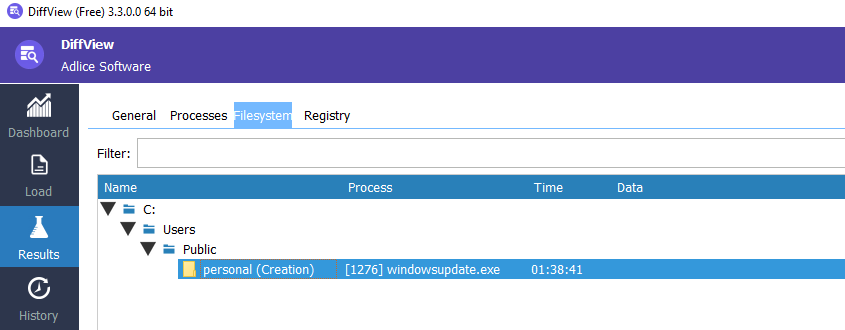 DiffView (Free) 3.3.0.0 64 bit
DiffView
Adlice Software
Dashboard
Load
Results
History
General Processes Filesystem Registry
Filter:
Name Process Time Data
C:
Users
Public
personal (Creation) [1276] windowsupdate.exe 01:38:41